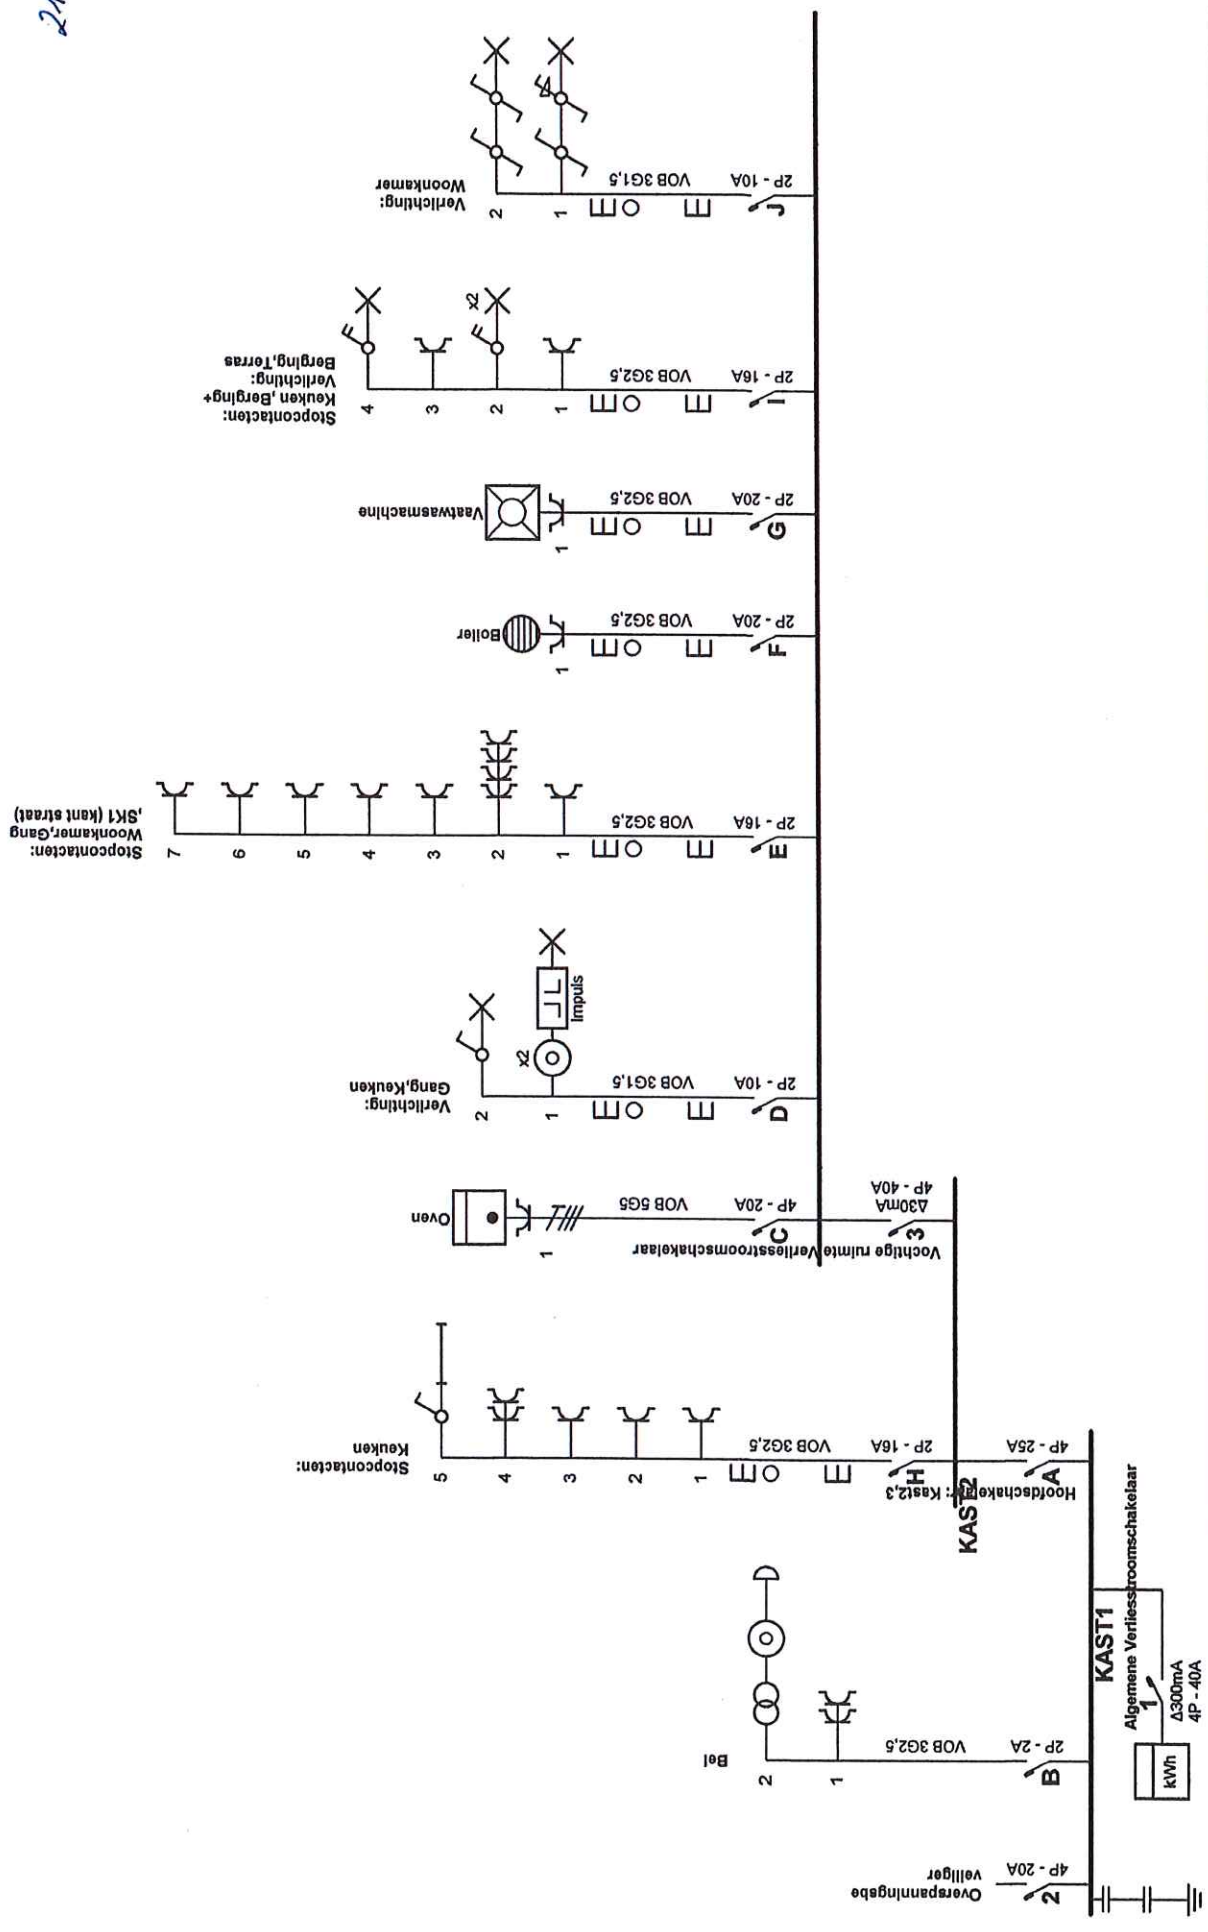 Verlichting:
Woonkamer
2
1
VOB 3G1,5
2P - 10A
J
Stopcontacten:
Keuken,Berging+
Verlichting:
Berging,Terras
4
3
x2
2
1
VOB 3G2,5
2P - 16A
I
Vaatwasmachine
1
VOB 3G2,5
2P - 20A
G
Boiler
1
VOB 3G2,5
2P - 20A
F
Stopcontacten:
Woonkamer,Gang
,SK1 (kant straat)
7
6
5
4
3
2
1
VOB 3G2,5
2P - 16A
E
Verlichting:
Gang,Keuken
2
x2
Impuls
1
VOB 3G1,5
2P - 10A
D
Oven
1
VOB 5G5
4P - 20A
C
Vochtige ruimte Verliesstroomschakelaar
3
Δ30mA
4P - 40A
Stopcontacten:
Keuken
5
4
3
2
1
VOB 3G2,5
2P - 16A
H
KAST2
Hoofdschakelaar: Kast2,3
4P - 25A
A
Bel
2
1
VOB 3G2,5
2P - 2A
B
KAST1
Algemene Verliesstroomschakelaar
1
Δ300mA
4P - 40A
kWh
Overspanningsbe
veiliger
4P - 20A
2